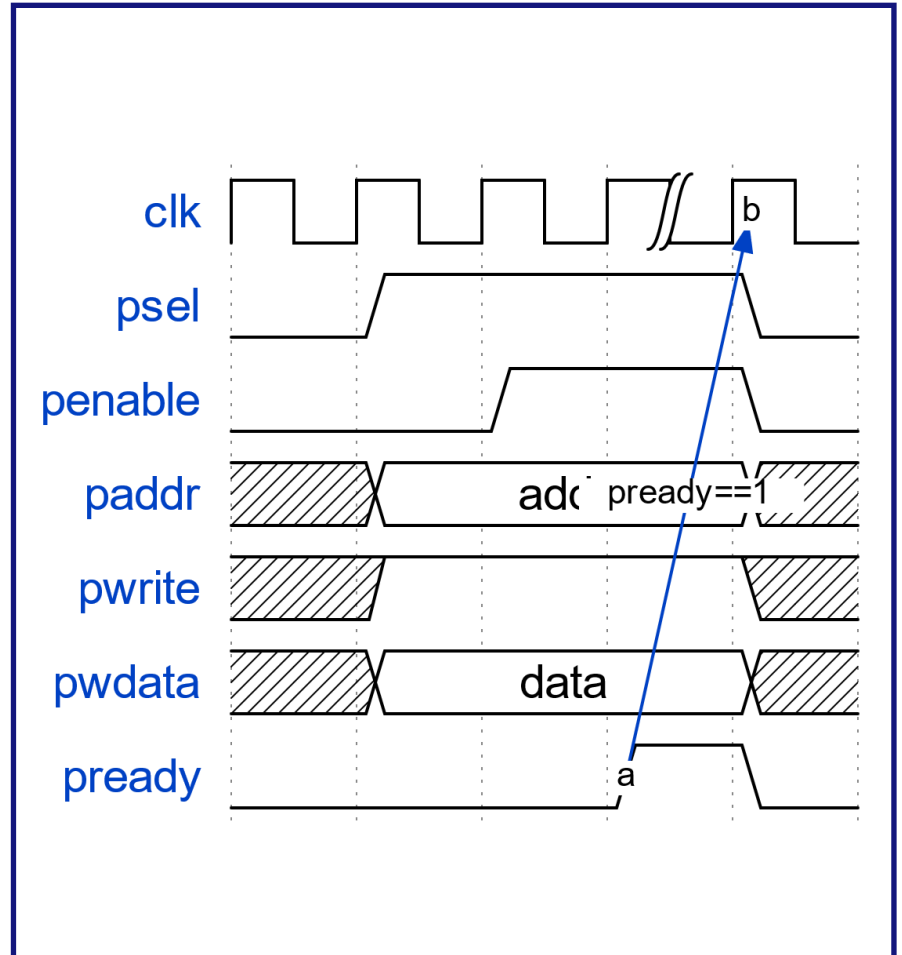 clk
b
psel
penable
paddr
pready==1
pwrite
pwdata
data
pready
a